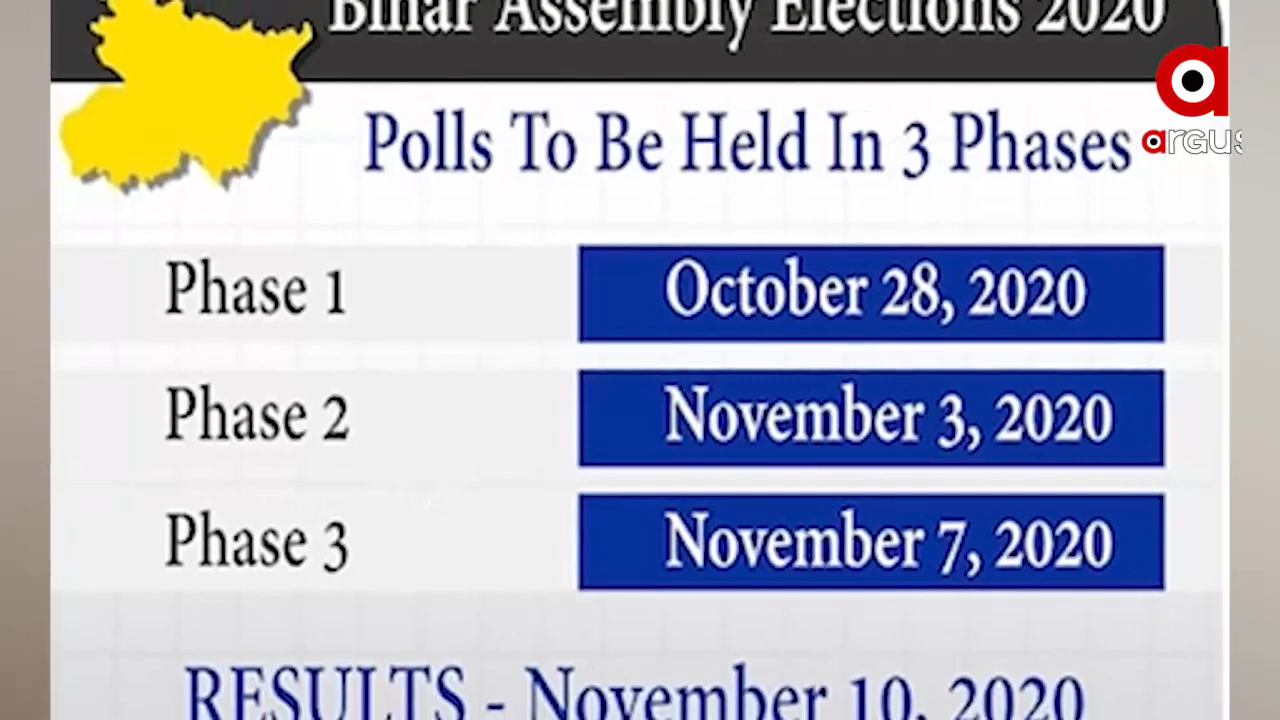 Bihar Assembly Elections 2020
argus
Polls To Be Held In 3 Phases
Phase 1 October 28, 2020
Phase 2 November 3, 2020
Phase 3 November 7, 2020
RESULTS - November 10, 2020